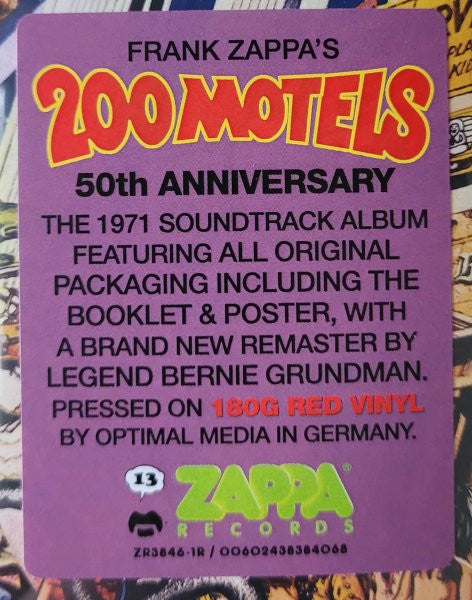 FRANK ZAPPA'S
200 MOTELS
50th ANNIVERSARY
THE 1971 SOUNDTRACK ALBUM
FEATURING ALL ORIGINAL
PACKAGING INCLUDING THE
BOOKLET & POSTER, WITH
A BRAND NEW REMASTER BY
LEGEND BERNIE GRUNDMAN.
PRESSED ON 180G RED VINYL
BY OPTIMAL MEDIA IN GERMANY.
13
ZAPPA®
RECORDS
ZR3846-1R / 00602438384068